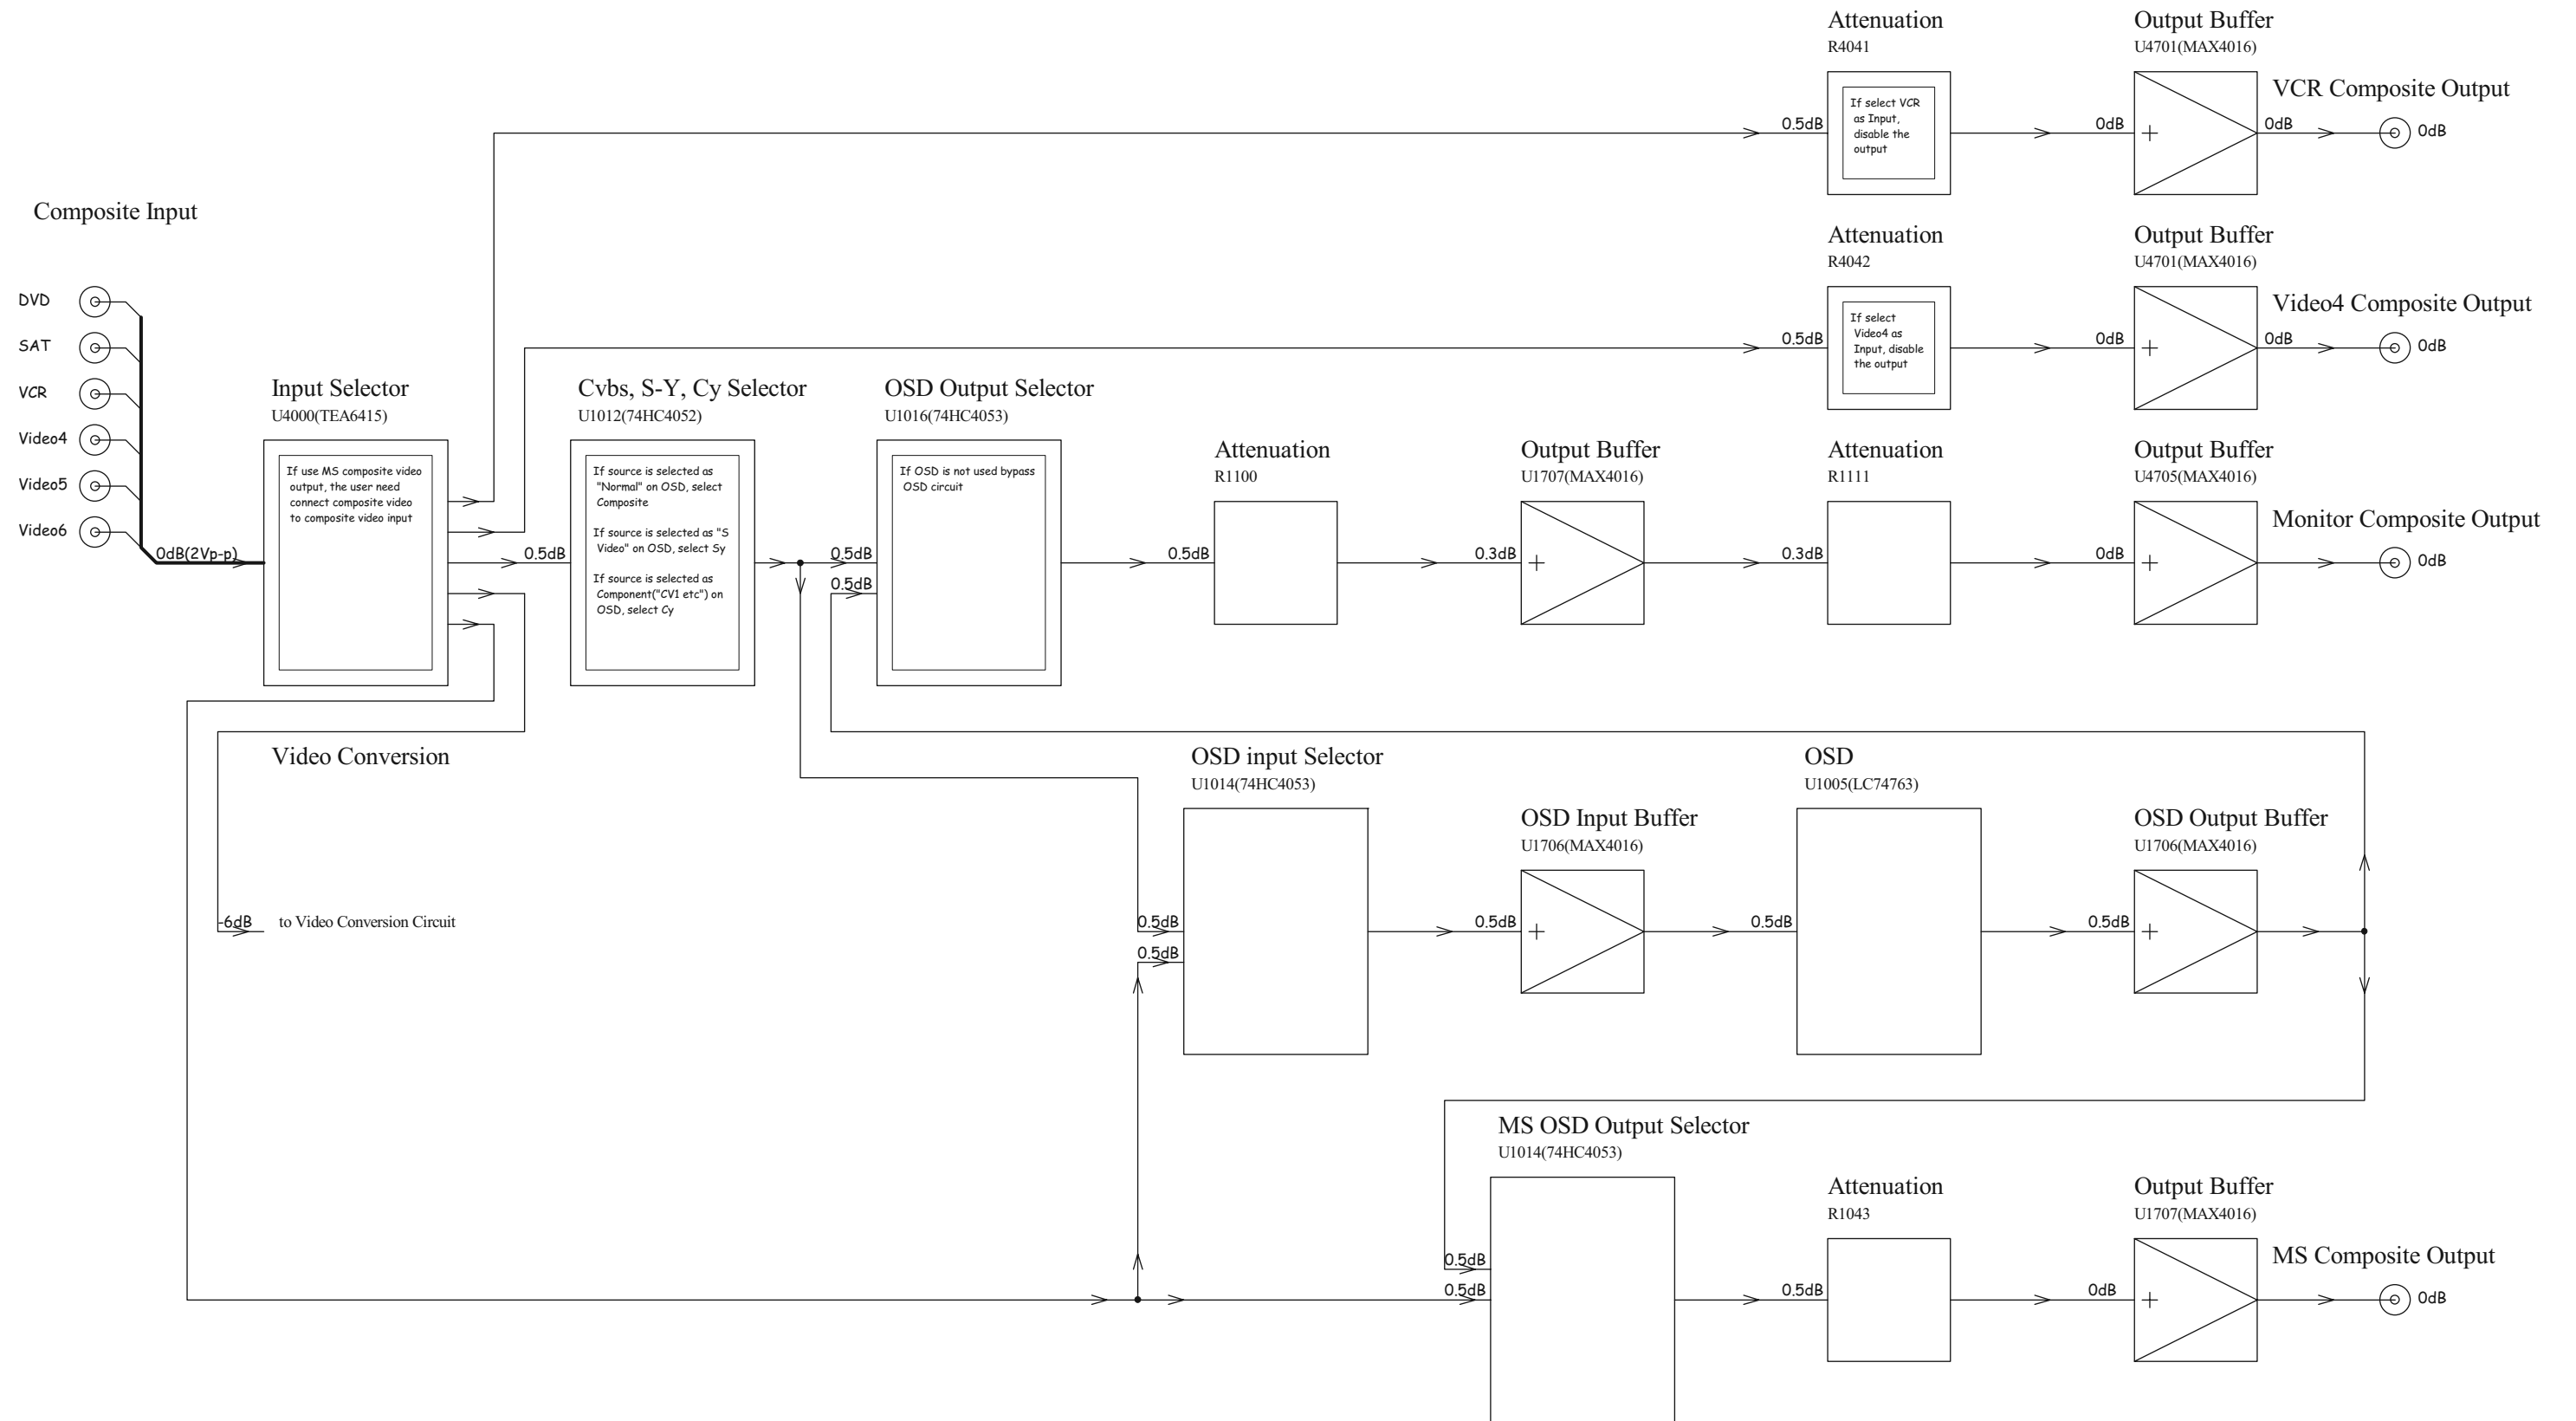 Attenuation
R4041
Output Buffer
U4701(MAX4016)
VCR Composite Output
If select VCR
as Input,
disable the
output
0.5dB
0dB
0dB
0dB
Composite Input
Attenuation
R4042
Output Buffer
U4701(MAX4016)
Video4 Composite Output
If select
Video4 as
Input, disable
the output
0.5dB
0dB
0dB
0dB
DVD
SAT
VCR
Video4
Video5
Video6
0dB(2Vp-p)
Input Selector
U4000(TEA6415)
If use MS composite video
output, the user need
connect composite video
to composite video input
0.5dB
Cvbs, S-Y, Cy Selector
U1012(74HC4052)
If source is selected as
"Normal" on OSD, select
Composite
If source is selected as "S
Video" on OSD, select Sy
If source is selected as
Component("CV1 etc") on
OSD, select Cy
0.5dB
0.5dB
OSD Output Selector
U1016(74HC4053)
If OSD is not used bypass
OSD circuit
0.5dB
Attenuation
R1100
0.3dB
Output Buffer
U1707(MAX4016)
0.3dB
Attenuation
R1111
0dB
Output Buffer
U4705(MAX4016)
Monitor Composite Output
0dB
Video Conversion
-6dB
to Video Conversion Circuit
OSD input Selector
U1014(74HC4053)
0.5dB
0.5dB
OSD Input Buffer
U1706(MAX4016)
0.5dB
OSD
U1005(LC74763)
0.5dB
OSD Output Buffer
U1706(MAX4016)
0.5dB
MS OSD Output Selector
U1014(74HC4053)
0.5dB
0.5dB
Attenuation
R1043
0.5dB
Output Buffer
U1707(MAX4016)
0dB
MS Composite Output
0dB